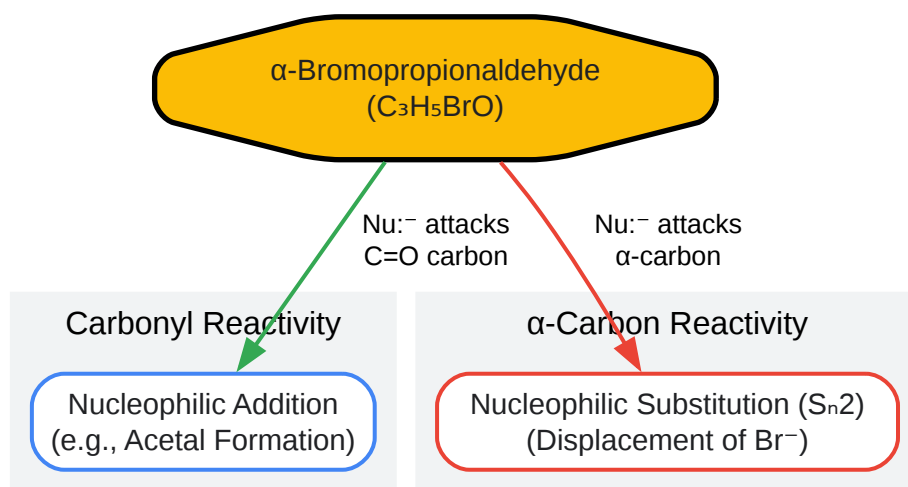 α-Bromopropionaldehyde
(C₃H₅BrO)
Nu:⁻ attacks
C=O carbon
Nu:⁻ attacks
α-carbon
Carbonyl Reactivity
α-Carbon Reactivity
Nucleophilic Addition
(e.g., Acetal Formation)
Nucleophilic Substitution (Sₙ2)
(Displacement of Br⁻)